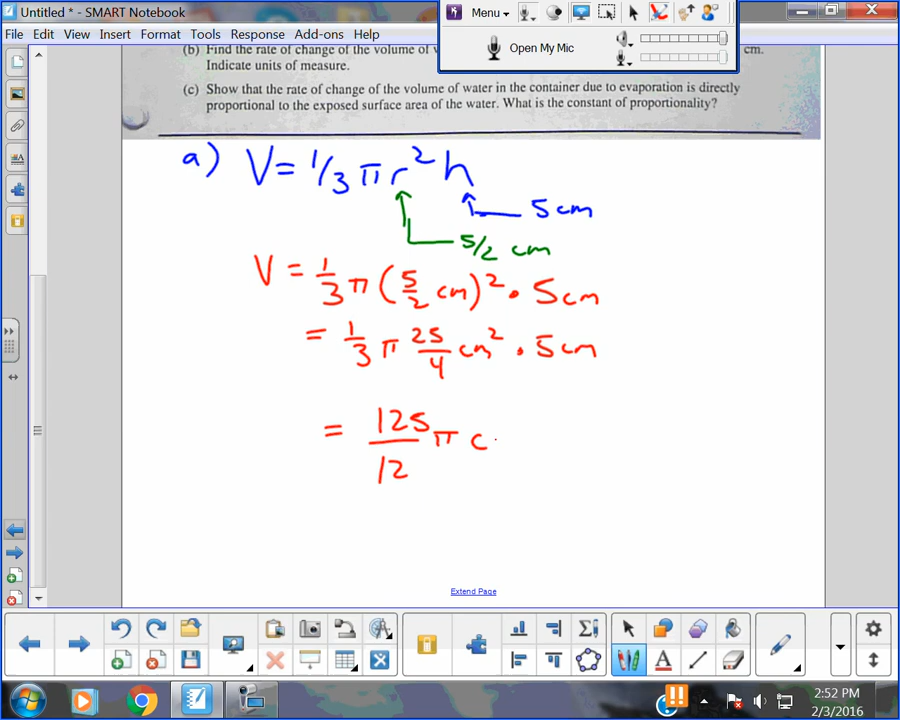 Untitled * - SMART Notebook
Menu
File Edit View Insert Format Tools Response Add-ons Help
Open My Mic
(b) Find the rate of change of the volume of
cm.
Indicate units of measure.
(c) Show that the rate of change of the volume of water in the container due to evaporation is directly
proportional to the exposed surface area of the water. What is the constant of proportionality?
a) V = 1/3 π r² h
5 cm
5/2 cm
V = 1/3 π (5/2 cm)² • 5 cm
= 1/3 π 25/4 cm² • 5 cm
= 125/12 π c
Extend Page
2:52 PM
2/3/2016